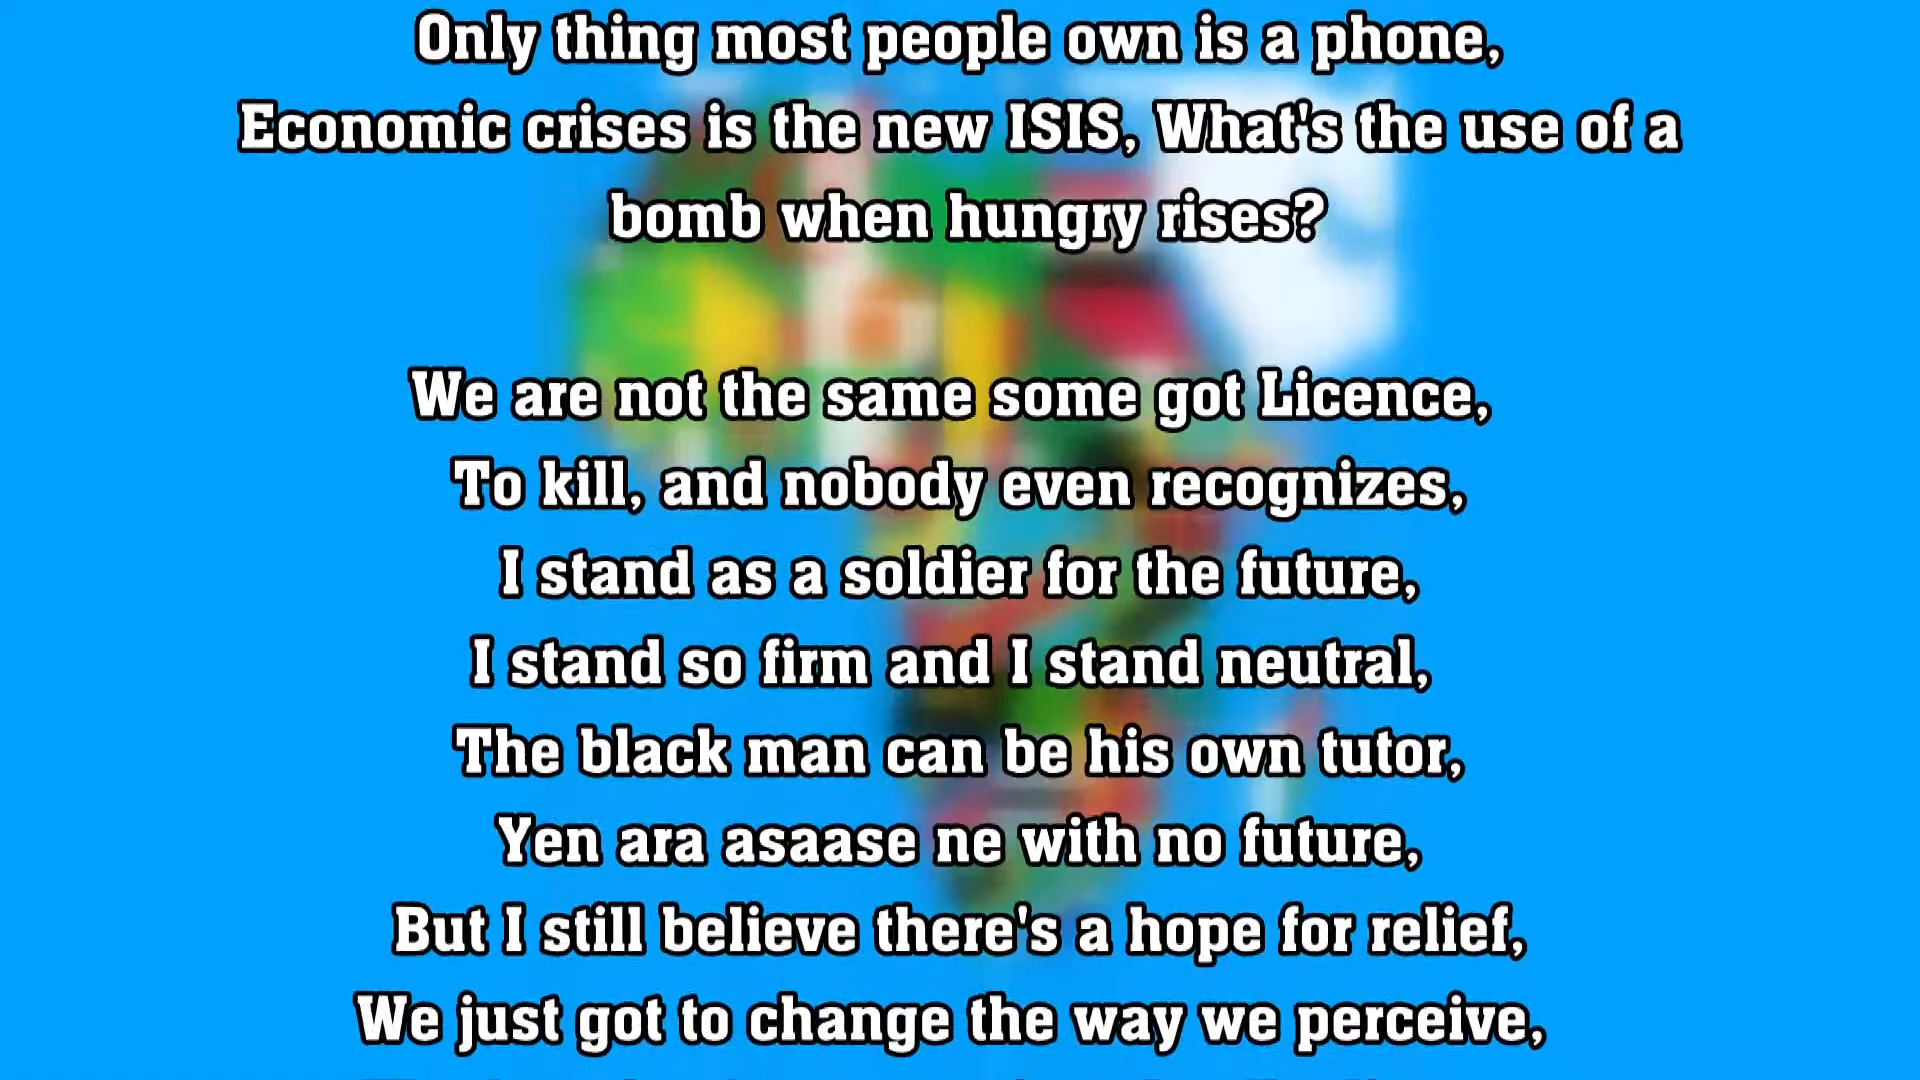 Only thing most people own is a phone,
Economic crises is the new ISIS, What's the use of a
bomb when hungry rises?
We are not the same some got Licence,
To kill, and nobody even recognizes,
I stand as a soldier for the future,
I stand so firm and I stand neutral,
The black man can be his own tutor,
Yen ara asaase ne with no future,
But I still believe there's a hope for relief,
We just got to change the way we perceive,